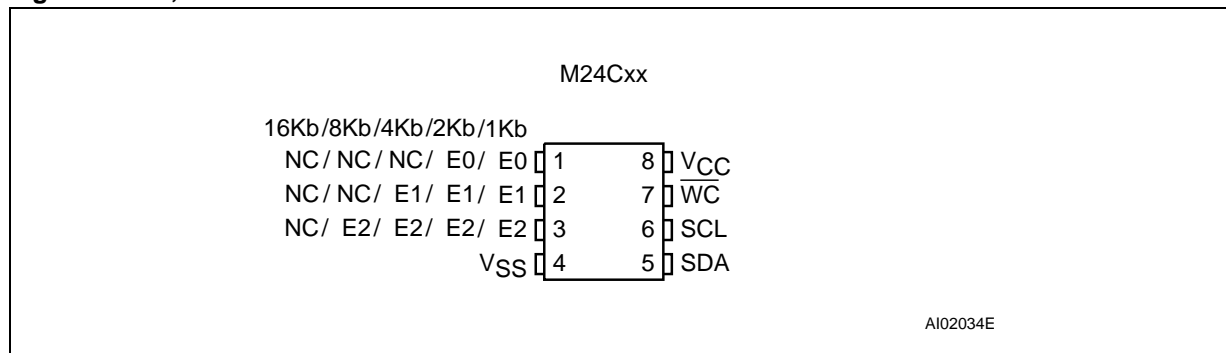 M24Cxx
16Kb/8Kb/4Kb/2Kb/1Kb
NC/ NC/ NC/ E0/ E0 1 8 VCC
NC/ NC/ E1/ E1/ E1 2 7 WC
NC/ E2/ E2/ E2/ E2 3 6 SCL
VSS 4 5 SDA
AI02034E